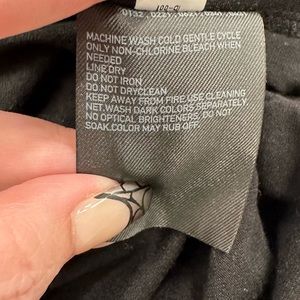 MACHINE WASH COLD GENTLE CYCLE
ONLY NON-CHLORINE BLEACH WHEN
NEEDED
LINE DRY
DO NOT IRON
DO NOT DRYCLEAN
KEEP AWAY FROM FIRE USE CLEANING
NET.WASH DARK COLORS SEPARATELY.
NO OPTICAL BRIGHTENERS, DO NOT
SOAK.COLOR MAY RUB OFF.